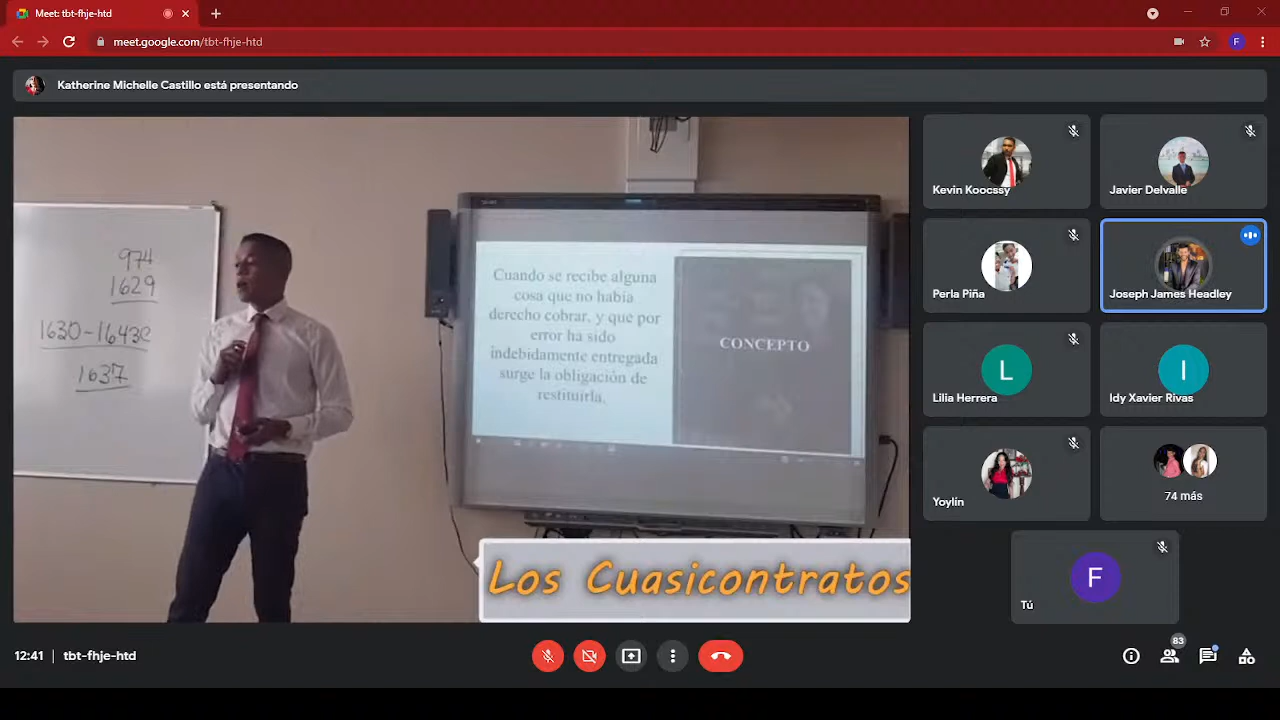 Meet: tbt-fhje-htd
meet.google.com/tbt-fhje-htd
F
Katherine Michelle Castillo está presentando
974
1629
1630-1643
1637
Cuando se recibe alguna
cosa que no había
derecho cobrar, y que por
error ha sido
indebidamente entregada
surge la obligación de
restituirla.
CONCEPTO
Los Cuasicontratos
Kevin Koocssy
Javier Delvalle
Perla Piña
Joseph James Headley
L
Lilia Herrera
I
Idy Xavier Rivas
Yoylín
74 más
F
Tú
12:41 | tbt-fhje-htd
83